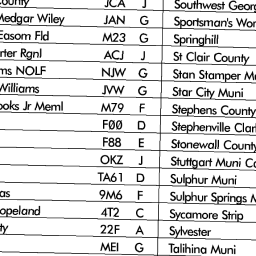 ounty JCA J Southwest Georg
Medgar Wiley JAN G Sportsman's Wor
Easom Fld M23 G Springhill
rter Rgnl ACJ J St Clair County
ms NOLF NJW G Stan Stamper M
Williams JVW G Star City Muni
ooks Jr Meml M79 F Stephens County
F00 D Stephenville Clark
F88 E Stonewall County
OKZ J Stuttgart Muni Ca
TA61 D Sulphur Muni
as 9M6 F Sulphur Springs M
opeland 4T2 C Sycamore Strip
ty 22F A Sylvester
MEI G Talihina Muni